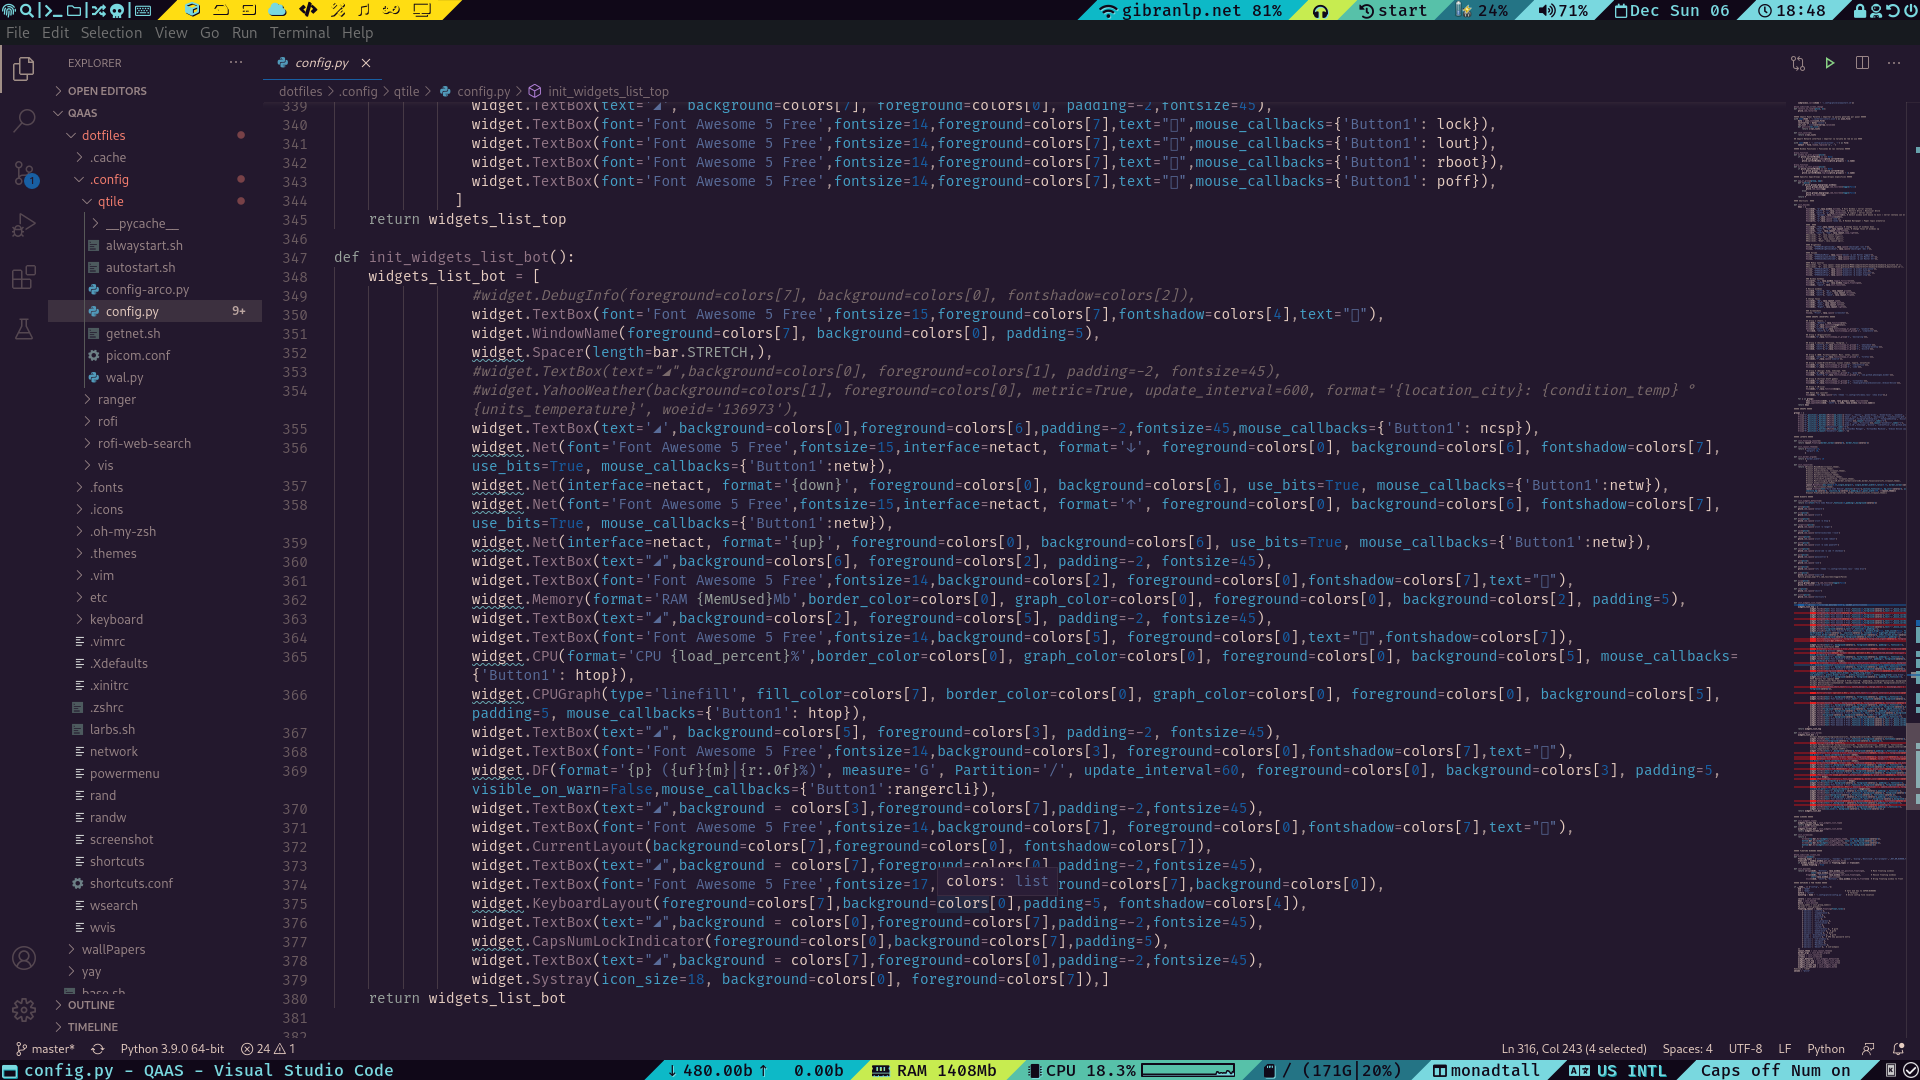 gibranlp.net 81%
start
24%
71%
Dec Sun 06
18:48
File Edit Selection View Go Run Terminal Help
EXPLORER
config.py
OPEN EDITORS
QAAS
dotfiles
.cache
.config
qtile
__pycache__
alwaystart.sh
autostart.sh
config-arco.py
config.py 9+
getnet.sh
picom.conf
wal.py
ranger
rofi
rofi-web-search
vis
.fonts
.icons
.oh-my-zsh
.themes
.vim
etc
keyboard
.vimrc
.Xdefaults
.xinitrc
.zshrc
larbs.sh
network
powermenu
rand
randw
screenshot
shortcuts
shortcuts.conf
wsearch
wvis
wallPapers
yay
base.sh
OUTLINE
TIMELINE
1
dotfiles > .config > qtile > config.py > init_widgets_list_top
339 widget.TextBox(text="◢", background=colors[7], foreground=colors[0], padding=-2,fontsize=45),
340 widget.TextBox(font='Font Awesome 5 Free',fontsize=14,foreground=colors[7],text="",mouse_callbacks={'Button1': lock}),
341 widget.TextBox(font='Font Awesome 5 Free',fontsize=14,foreground=colors[7],text="",mouse_callbacks={'Button1': lout}),
342 widget.TextBox(font='Font Awesome 5 Free',fontsize=14,foreground=colors[7],text="",mouse_callbacks={'Button1': rboot}),
343 widget.TextBox(font='Font Awesome 5 Free',fontsize=14,foreground=colors[7],text="",mouse_callbacks={'Button1': poff}),
344 ]
345 return widgets_list_top
346
347 def init_widgets_list_bot():
348 widgets_list_bot = [
349 #widget.DebugInfo(foreground=colors[7], background=colors[0], fontshadow=colors[2]),
350 widget.TextBox(font='Font Awesome 5 Free',fontsize=15,foreground=colors[7],fontshadow=colors[4],text=""),
351 widget.WindowName(foreground=colors[7], background=colors[0], padding=5),
352 widget.Spacer(length=bar.STRETCH,),
353 #widget.TextBox(text="◢",background=colors[0], foreground=colors[1], padding=-2, fontsize=45),
354 #widget.YahooWeather(background=colors[1], foreground=colors[0], metric=True, update_interval=600, format='{location_city}: {condition_temp} °
{units_temperature}', woeid='136973'),
355 widget.TextBox(text='◢',background=colors[0],foreground=colors[6],padding=-2,fontsize=45,mouse_callbacks={'Button1': ncsp}),
356 widget.Net(font='Font Awesome 5 Free',fontsize=15,interface=netact, format='↓', foreground=colors[0], background=colors[6], fontshadow=colors[7],
use_bits=True, mouse_callbacks={'Button1':netw}),
357 widget.Net(interface=netact, format='{down}', foreground=colors[0], background=colors[6], use_bits=True, mouse_callbacks={'Button1':netw}),
358 widget.Net(font='Font Awesome 5 Free',fontsize=15,interface=netact, format='↑', foreground=colors[0], background=colors[6], fontshadow=colors[7],
use_bits=True, mouse_callbacks={'Button1':netw}),
359 widget.Net(interface=netact, format='{up}', foreground=colors[0], background=colors[6], use_bits=True, mouse_callbacks={'Button1':netw}),
360 widget.TextBox(text="◢",background=colors[6], foreground=colors[2], padding=-2, fontsize=45),
361 widget.TextBox(font='Font Awesome 5 Free',fontsize=14,background=colors[2], foreground=colors[0],fontshadow=colors[7],text=""),
362 widget.Memory(format='RAM {MemUsed}Mb',border_color=colors[0], graph_color=colors[0], foreground=colors[0], background=colors[2], padding=5),
363 widget.TextBox(text="◢",background=colors[2], foreground=colors[5], padding=-2, fontsize=45),
364 widget.TextBox(font='Font Awesome 5 Free',fontsize=14,background=colors[5], foreground=colors[0],text="",fontshadow=colors[7]),
365 widget.CPU(format='CPU {load_percent}%',border_color=colors[0], graph_color=colors[0], foreground=colors[0], background=colors[5], mouse_callbacks=
{'Button1': htop}),
366 widget.CPUGraph(type='linefill', fill_color=colors[7], border_color=colors[0], graph_color=colors[0], foreground=colors[0], background=colors[5],
padding=5, mouse_callbacks={'Button1': htop}),
367 widget.TextBox(text="◢", background=colors[5], foreground=colors[3], padding=-2, fontsize=45),
368 widget.TextBox(font='Font Awesome 5 Free',fontsize=14,background=colors[3], foreground=colors[0],fontshadow=colors[7],text=""),
369 widget.DF(format='{p} ({uf}{m}|{r:.0f}%)', measure='G', Partition='/', update_interval=60, foreground=colors[0], background=colors[3], padding=5,
visible_on_warn=False,mouse_callbacks={'Button1':rangercli}),
370 widget.TextBox(text="◢",background = colors[3],foreground=colors[7],padding=-2,fontsize=45),
371 widget.TextBox(font='Font Awesome 5 Free',fontsize=14,background=colors[7], foreground=colors[0],fontshadow=colors[7],text=""),
372 widget.CurrentLayout(background=colors[7],foreground=colors[0], fontshadow=colors[7]),
373 widget.TextBox(text="◢",background = colors[7],foreground=colors[0],padding=-2,fontsize=45),
374 widget.TextBox(font='Font Awesome 5 Free',fontsize=17, round=colors[7],background=colors[0]),
colors: list
375 widget.KeyboardLayout(foreground=colors[7],background=colors[0],padding=5, fontshadow=colors[4]),
376 widget.TextBox(text="◢",background = colors[0],foreground=colors[7],padding=-2,fontsize=45),
377 widget.CapsNumLockIndicator(foreground=colors[0],background=colors[7],padding=5),
378 widget.TextBox(text="◢",background = colors[7],foreground=colors[0],padding=-2,fontsize=45),
379 widget.Systray(icon_size=18, background=colors[0], foreground=colors[7]),]
380 return widgets_list_bot
381
382
master* Python 3.9.0 64-bit 24 1 Ln 316, Col 243 (4 selected) Spaces: 4 UTF-8 LF Python
config.py - QAAS - Visual Studio Code ↓ 480.00b ↑ 0.00b RAM 1408Mb CPU 18.3% / (171G|20%) monadtall US INTL Caps off Num on